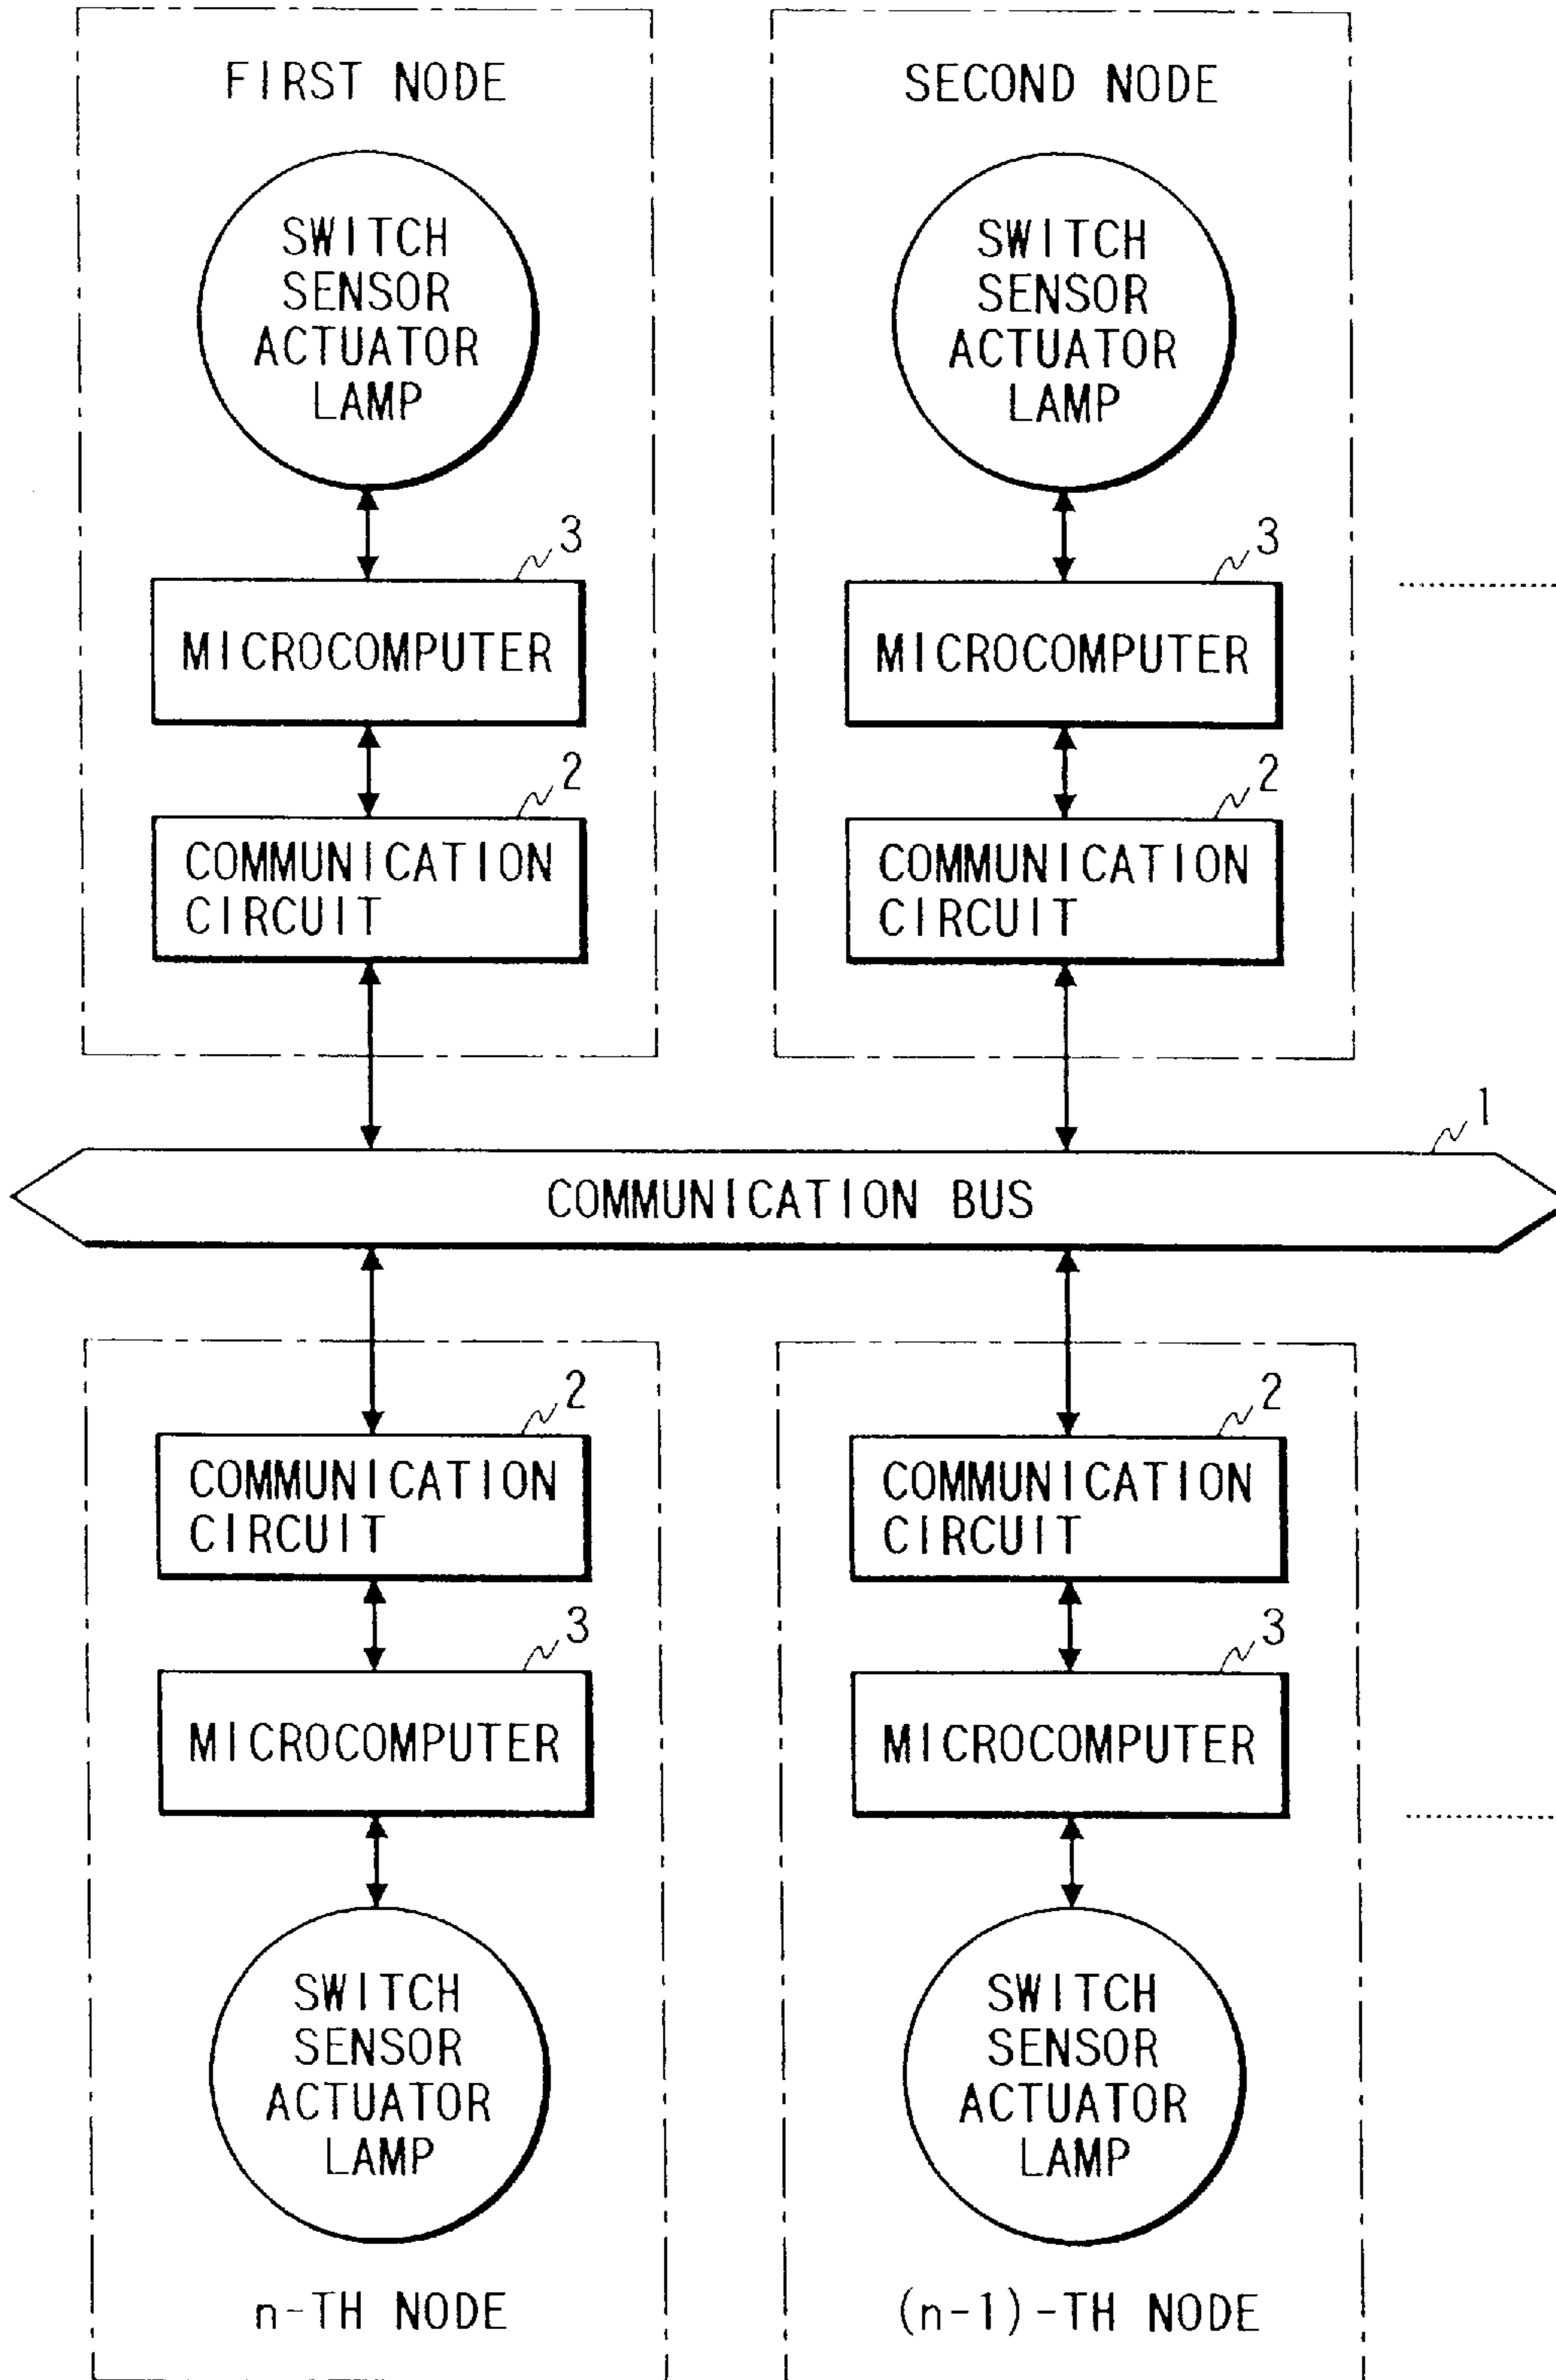 FIRST NODE
SWITCH
SENSOR
ACTUATOR
LAMP
3
MICROCOMPUTER
2
COMMUNICATION
CIRCUIT
SECOND NODE
SWITCH
SENSOR
ACTUATOR
LAMP
3
MICROCOMPUTER
2
COMMUNICATION
CIRCUIT
1
COMMUNICATION BUS
2
COMMUNICATION
CIRCUIT
3
MICROCOMPUTER
SWITCH
SENSOR
ACTUATOR
LAMP
n-TH NODE
2
COMMUNICATION
CIRCUIT
3
MICROCOMPUTER
SWITCH
SENSOR
ACTUATOR
LAMP
(n-1)-TH NODE